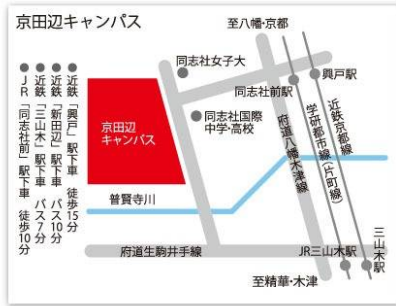 京田辺キャンパス
近鉄「興戸」駅下車 徒歩15分
近鉄「新田辺」駅下車 バス10分
近鉄「三山木」駅下車 バス7分
JR「同志社前」駅下車 徒歩10分
至八幡・京都
同志社女子大
興戸駅
同志社前駅
京田辺
キャンパス
同志社国際
中学・高校
府道八幡木津線
学研都市線(片町線)
近鉄京都線
普賢寺川
府道生駒井手線
JR三山木駅
三山木駅
至精華・木津